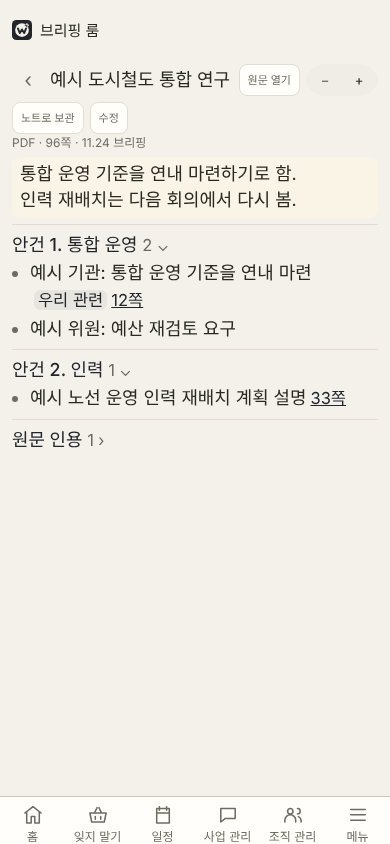 브리핑 룸
예시 도시철도 통합 연구 원문 열기 − +
노트로 보관 수정
PDF · 96쪽 · 11.24 브리핑
통합 운영 기준을 연내 마련하기로 함.
인력 재배치는 다음 회의에서 다시 봄.
안건 1. 통합 운영 2
예시 기관: 통합 운영 기준을 연내 마련
우리 관련 12쪽
예시 위원: 예산 재검토 요구
안건 2. 인력 1
예시 노선 운영 인력 재배치 계획 설명 33쪽
원문 인용 1
홈 잊지 말기 일정 사업 관리 조직 관리 메뉴